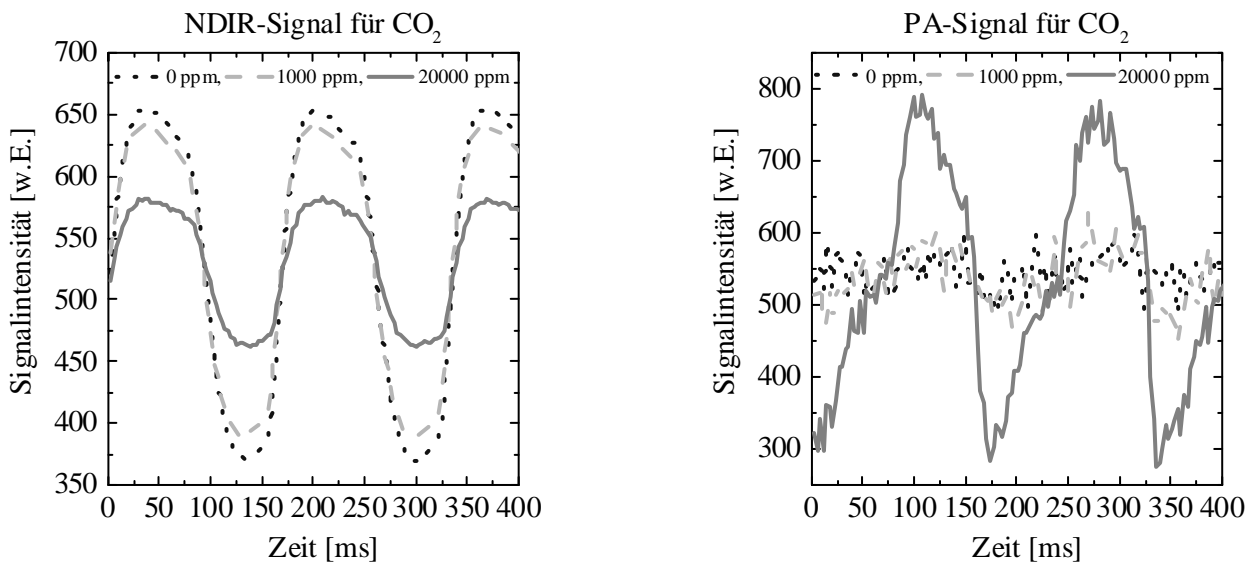 NDIR-Signal für CO2
0 ppm, 1000 ppm, 20000 ppm
Signalintensität [w.E.]
700
650
600
550
500
450
400
350
0 50 100 150 200 250 300 350 400
Zeit [ms]
PA-Signal für CO2
0 ppm, 1000 ppm, 20000 ppm
Signalintensität [w.E.]
800
700
600
500
400
300
0 50 100 150 200 250 300 350 400
Zeit [ms]